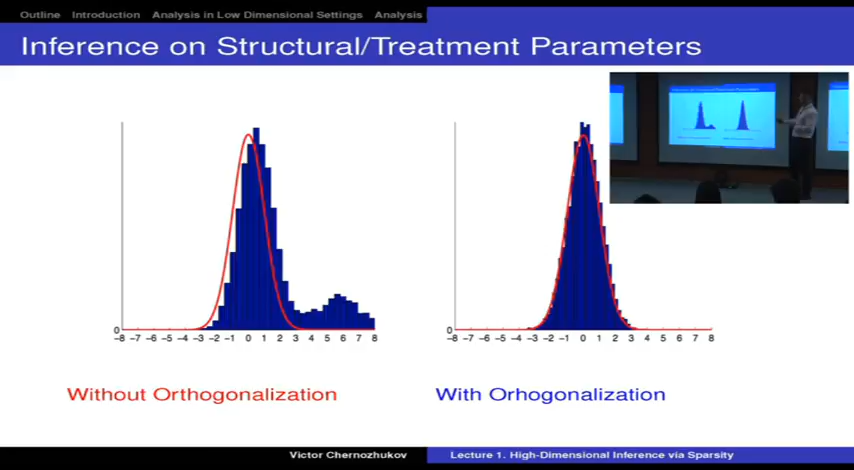 Outline Introduction Analysis in Low Dimensional Settings Analysis
Inference on Structural/Treatment Parameters
0
−8 −7 −6 −5 −4 −3 −2 −1 0 1 2 3 4 5 6 7 8
0
−8 −7 −6 −5 −4 −3 −2 −1 0 1 2 3 4 5 6 7 8
Without Orthogonalization
With Orhogonalization
Victor Chernozhukov
Lecture 1. High-Dimensional Inference via Sparsity